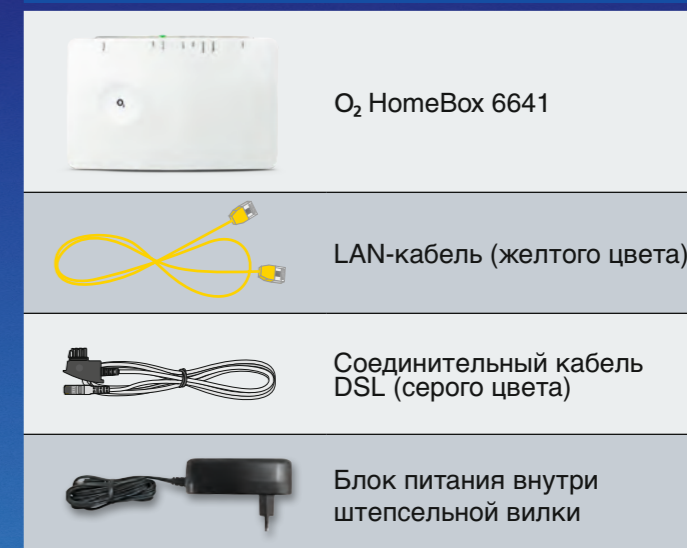 O₂ HomeBox 6641
LAN-кабель (желтого цвета)
Соединительный кабель
DSL (серого цвета)
Блок питания внутри
штепсельной вилки